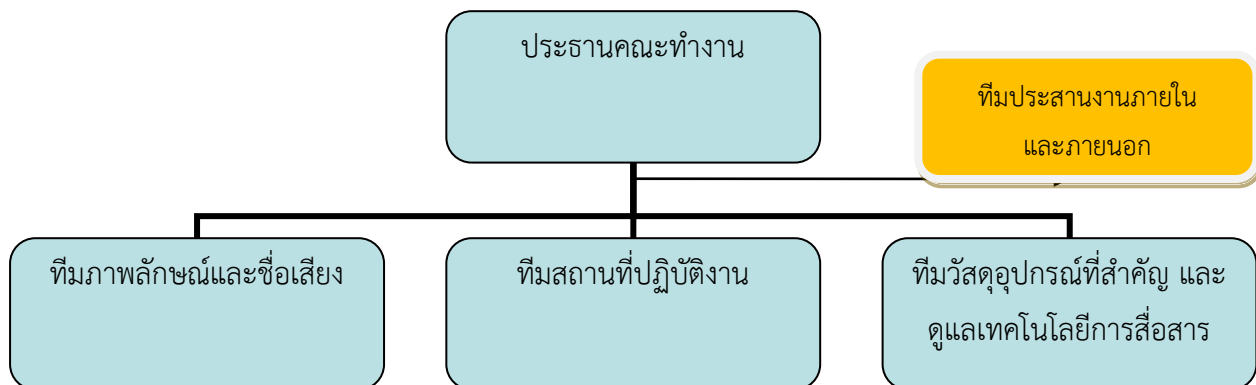 ประธานคณะทำงาน
ทีมประสานงานภายใน
และภายนอก
ทีมภาพลักษณ์และชื่อเสียง
ทีมสถานที่ปฏิบัติงาน
ทีมวัสดุอุปกรณ์ที่สำคัญ และ
ดูแลเทคโนโลยีการสื่อสาร